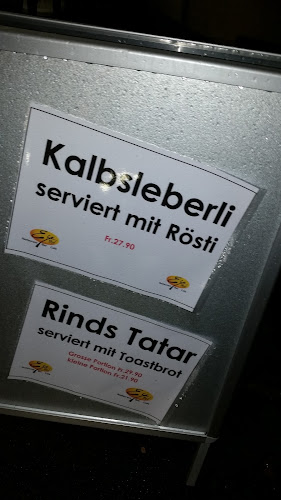 Kalbsleberli
serviert mit Rösti
Fr.27.90
Rinds Tatar
serviert mit Toastbrot
Grosse Portion Fr.29.90
Kleine Portion Fr.21.90